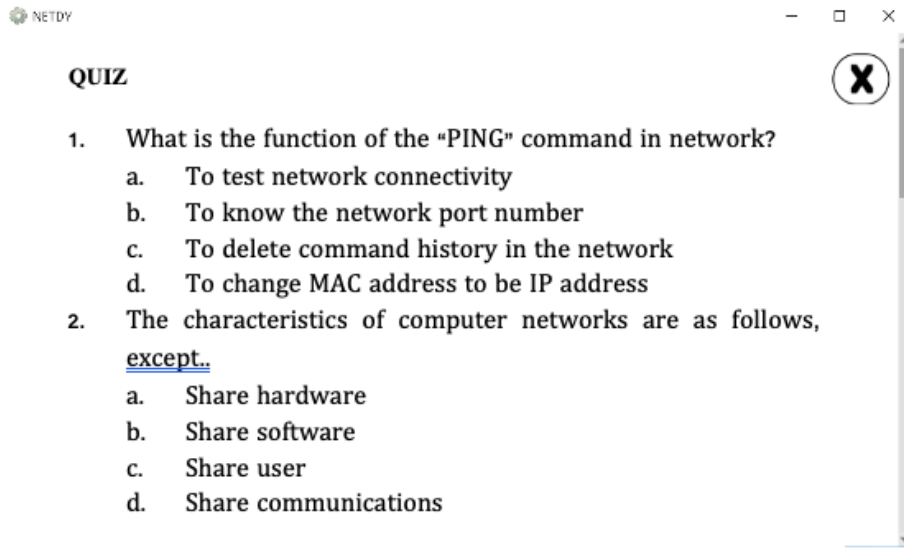 NETDY
QUIZ
X
1. What is the function of the “PING” command in network?
a. To test network connectivity
b. To know the network port number
c. To delete command history in the network
d. To change MAC address to be IP address
2. The characteristics of computer networks are as follows,
except..
a. Share hardware
b. Share software
c. Share user
d. Share communications